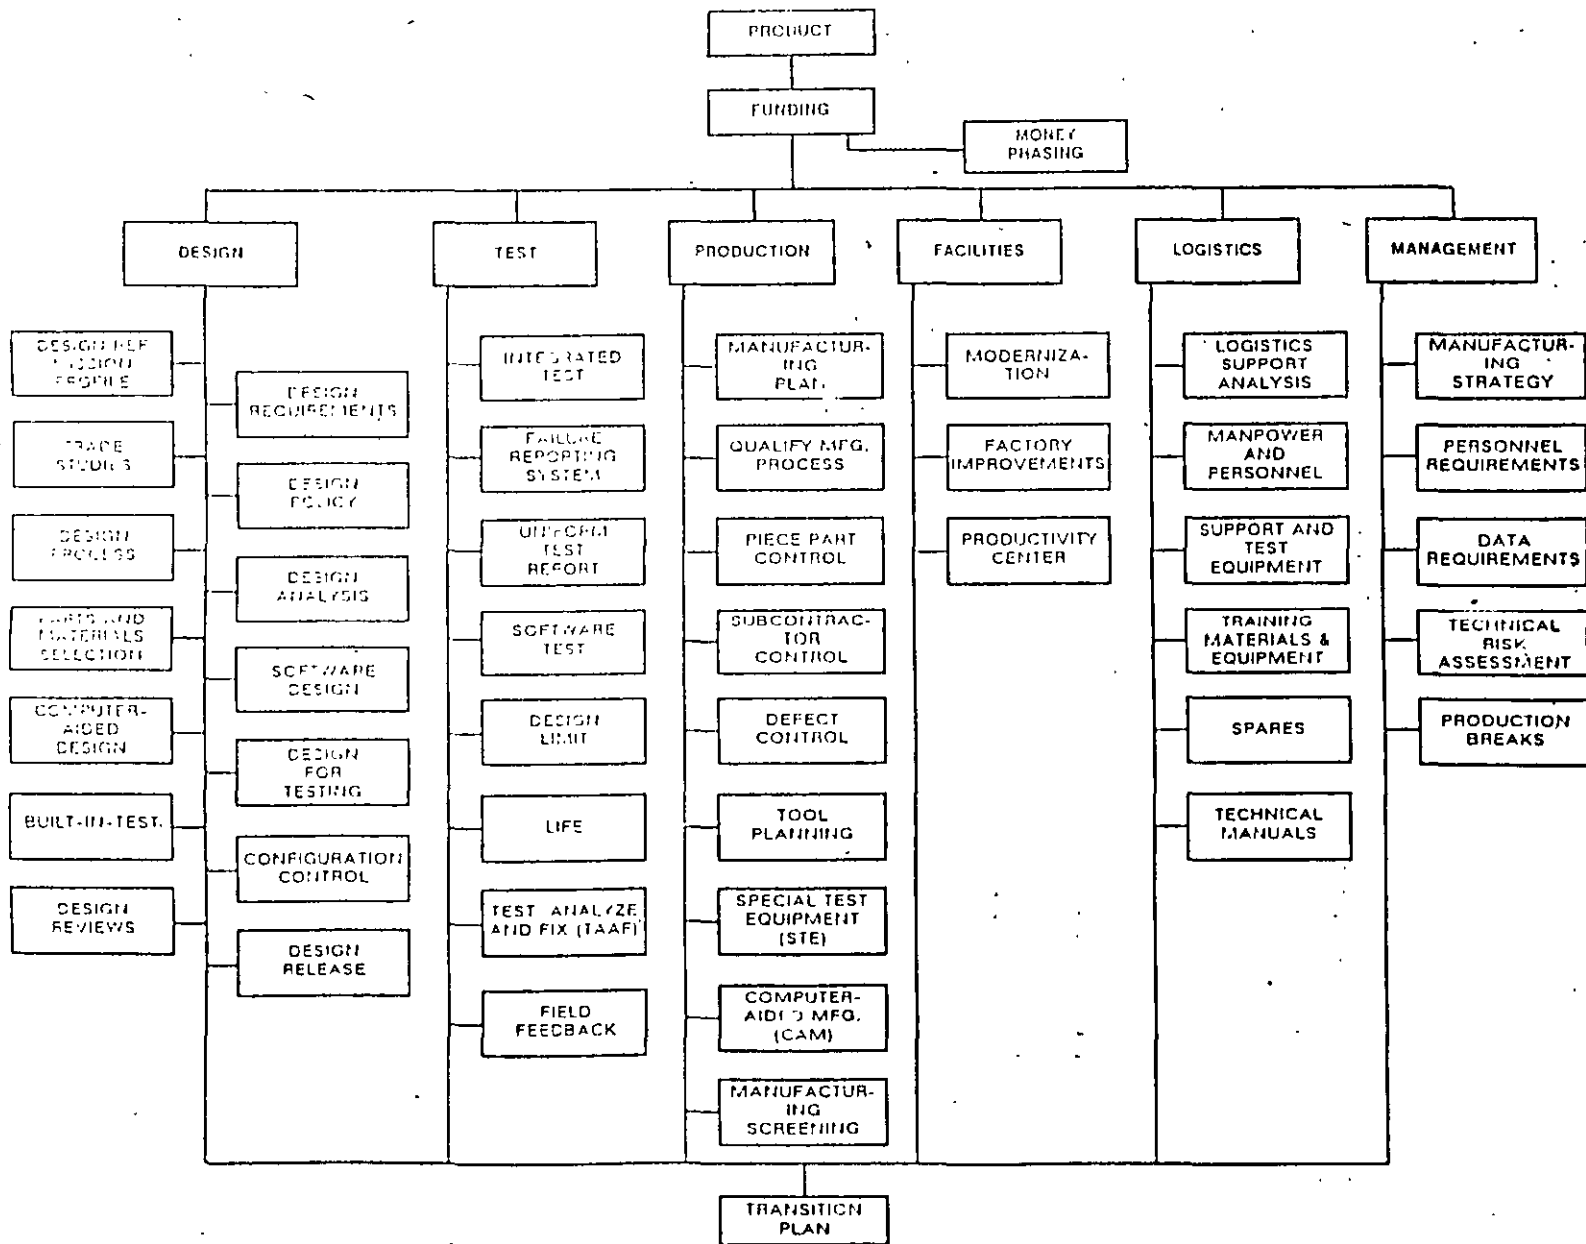 PRODUCT
FUNDING
MONEY
PHASING
DESIGN
TEST
PRODUCTION
FACILITIES
LOGISTICS
MANAGEMENT
DESIGN REF
MISSION
PROFILE
TRADE
STUDIES
DESIGN
PROCESS
PARTS AND
MATERIALS
SELECTION
COMPUTER-
AIDED
DESIGN
BUILT-IN-TEST
DESIGN
REVIEWS
DESIGN
REQUIREMENTS
DESIGN
POLICY
DESIGN
ANALYSIS
SOFTWARE
DESIGN
DESIGN
FOR
TESTING
CONFIGURATION
CONTROL
DESIGN
RELEASE
INTEGRATED
TEST
FAILURE
REPORTING
SYSTEM
UNIFORM
TEST
REPORT
SOFTWARE
TEST
DESIGN
LIMIT
LIFE
TEST ANALYZE
AND FIX (TAAF)
FIELD
FEEDBACK
MANUFACTUR-
ING
PLAN
QUALIFY MFG.
PROCESS
PIECE PART
CONTROL
SUBCONTRAC-
TOR
CONTROL
DEFECT
CONTROL
TOOL
PLANNING
SPECIAL TEST
EQUIPMENT
(STE)
COMPUTER-
AIDED MFG.
(CAM)
MANUFACTUR-
ING
SCREENING
MODERNIZA-
TION
FACTORY
IMPROVEMENTS
PRODUCTIVITY
CENTER
LOGISTICS
SUPPORT
ANALYSIS
MANPOWER
AND
PERSONNEL
SUPPORT AND
TEST
EQUIPMENT
TRAINING
MATERIALS &
EQUIPMENT
SPARES
TECHNICAL
MANUALS
MANUFACTUR-
ING
STRATEGY
PERSONNEL
REQUIREMENTS
DATA
REQUIREMENTS
TECHNICAL
RISK
ASSESSMENT
PRODUCTION
BREAKS
TRANSITION
PLAN